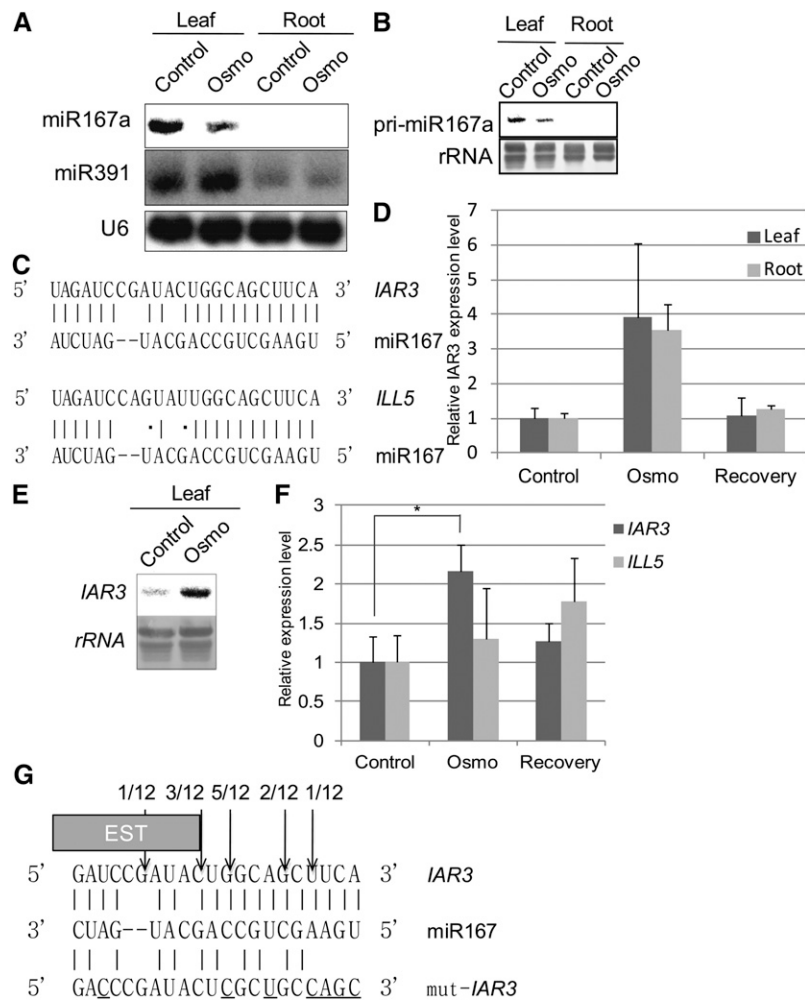 A
Leaf Root
Control Osmo Control Osmo
miR167a
miR391
U6
B
Leaf Root
Control Osmo Control Osmo
pri-miR167a
rRNA
C
5' UAGAUCCGAUACUGGCAGCUUCA 3' IAR3
3' AUCUAG--UACGACCGUCGAAGU 5' miR167
5' UAGAUCCAGUAUUGGCAGCUUCA 3' ILL5
3' AUCUAG--UACGACCGUCGAAGU 5' miR167
D
Relative IAR3 expression level
7
6
5
4
3
2
1
0
Leaf
Root
Control Osmo Recovery
E
Leaf
Control Osmo
IAR3
rRNA
F
Relative expression level
3
2.5
2
1.5
1
0.5
0
*
IAR3
ILL5
Control Osmo Recovery
G
1/12 3/12 5/12 2/12 1/12
EST
5' GAUCCGAUACUGGCAGCUUCA 3' IAR3
3' CUAG--UACGACCGUCGAAGU 5' miR167
5' GACCCGAUACUCGCUGCCAGC 3' mut-IAR3